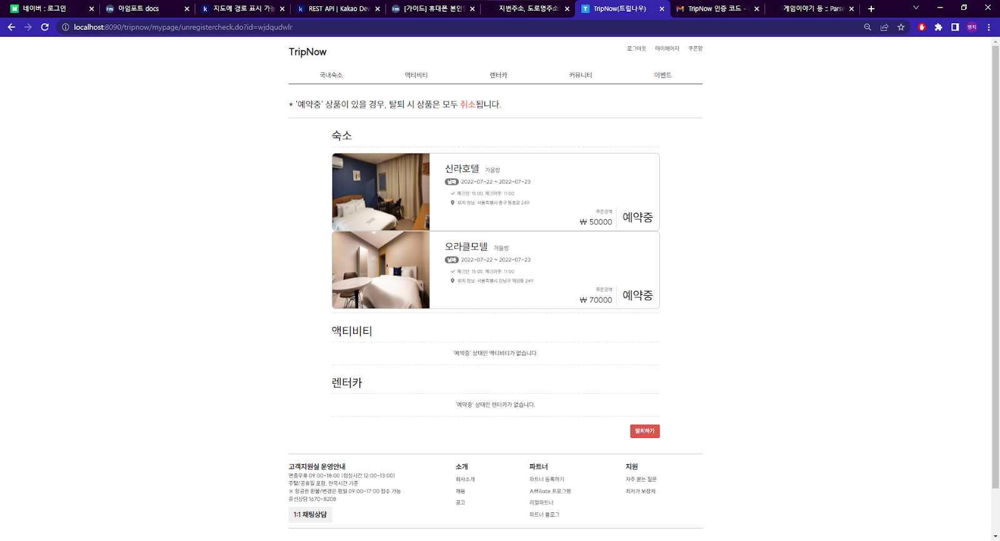 네이버 : 로그인
아임포트 docs
지도에 경로 표시 가능
REST API | Kakao Dev
[가이드] 휴대폰 본인
지번주소, 도로명주소
TripNow(트립나우)
TripNow 인증 코드 -
게임이야기 등 :: Parse
localhost:8090/tripnow/mypage/unregistercheck.do?id=wjdqudwlr
병직
TripNow
로그아웃 마이페이지 쿠폰함
국내숙소 액티비티 렌터카 커뮤니티 이벤트
* '예약중' 상품이 있을 경우, 탈퇴 시 상품은 모두 취소됩니다.
숙소
신라호텔 가을방
날짜 2022-07-22 ~ 2022-07-23
체크인: 15:00, 체크아웃: 11:00
위치 정보: 서울특별시 중구 동호로 249
주문금액
₩ 50000
예약중
오라클모텔 겨울방
날짜 2022-07-22 ~ 2022-07-23
체크인: 15:00, 체크아웃: 11:00
위치 정보: 서울특별시 강남구 역삼동 249
주문금액
₩ 70000
예약중
액티비티
'예약중' 상태인 액티비티가 없습니다.
렌터카
'예약중' 상태인 렌터카가 없습니다.
탈퇴하기
고객지원실 운영안내
연중무휴 09:00-18:00 (점심시간 12:00-13:00)
주말/공휴일 포함, 한국시간 기준
※ 항공권 환불/변경은 평일 09:00-17:00 접수 가능
유선상담 1670-8208
1:1 채팅상담
소개
회사소개
채용
공고
파트너
파트너 등록하기
Affiliate 프로그램
리얼파트너
파트너 블로그
지원
자주 묻는 질문
최저가 보장제